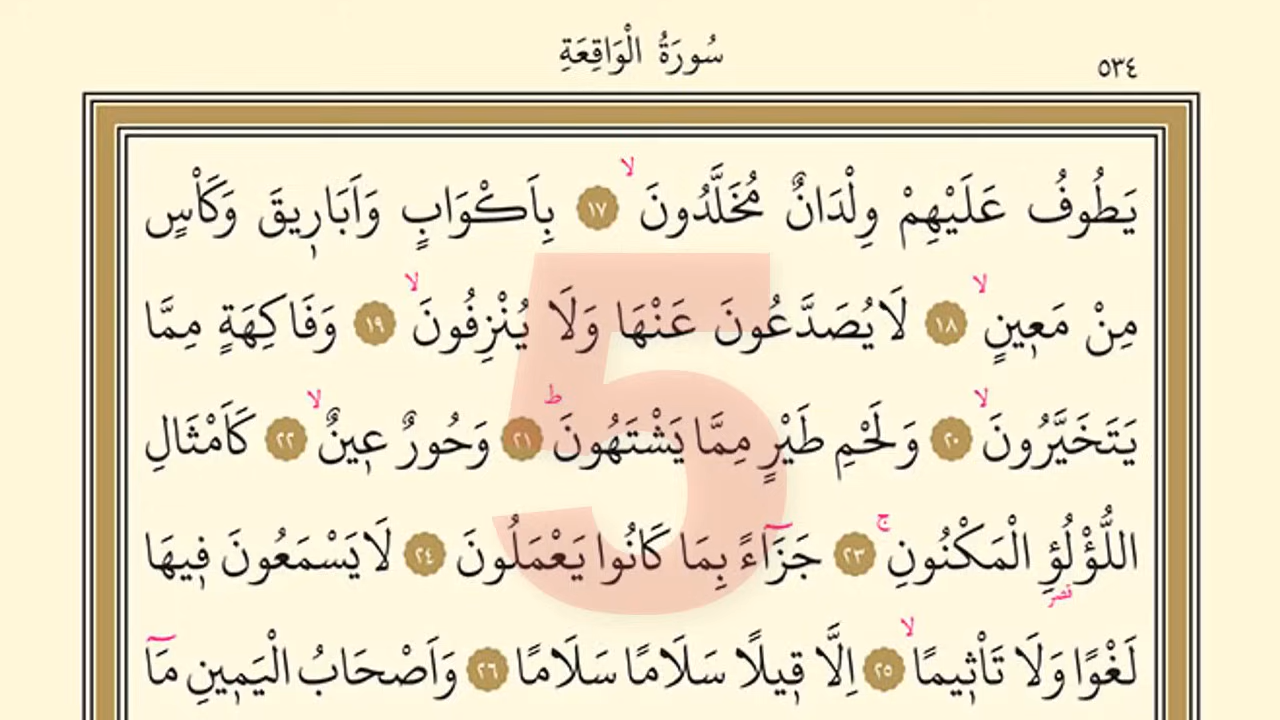 سُورَةُ الْوَاقِعَةِ
٥٣٤
يَطُوفُ عَلَيْهِمْ وِلْدَانٌ مُخَلَّدُونَۙ ١٧ بِاَكْوَابٍ وَاَبَار۪يقَ وَكَأْسٍ
مِنْ مَع۪ينٍۙ ١٨ لَا يُصَدَّعُونَ عَنْهَا وَلَا يُنْزِفُونَۙ ١٩ وَفَاكِهَةٍ مِمَّا
يَتَخَيَّرُونَۙ ٢٠ وَلَحْمِ طَيْرٍ مِمَّا يَشْتَهُونَۜ ٢١ وَحُورٌ ع۪ينٌۙ ٢٢ كَاَمْثَالِ
اللُّؤْلُؤِ الْمَكْنُونِۚ ٢٣ جَزَٓاءً بِمَا كَانُوا يَعْمَلُونَ ٢٤ لَا يَسْمَعُونَ ف۪يهَا
قصر
لَغْوًا وَلَا تَأْث۪يمًاۙ ٢٥ اِلَّا ق۪يلًا سَلَامًا سَلَامًا ٢٦ وَاَصْحَابُ الْيَم۪ينِ مَٓا
5